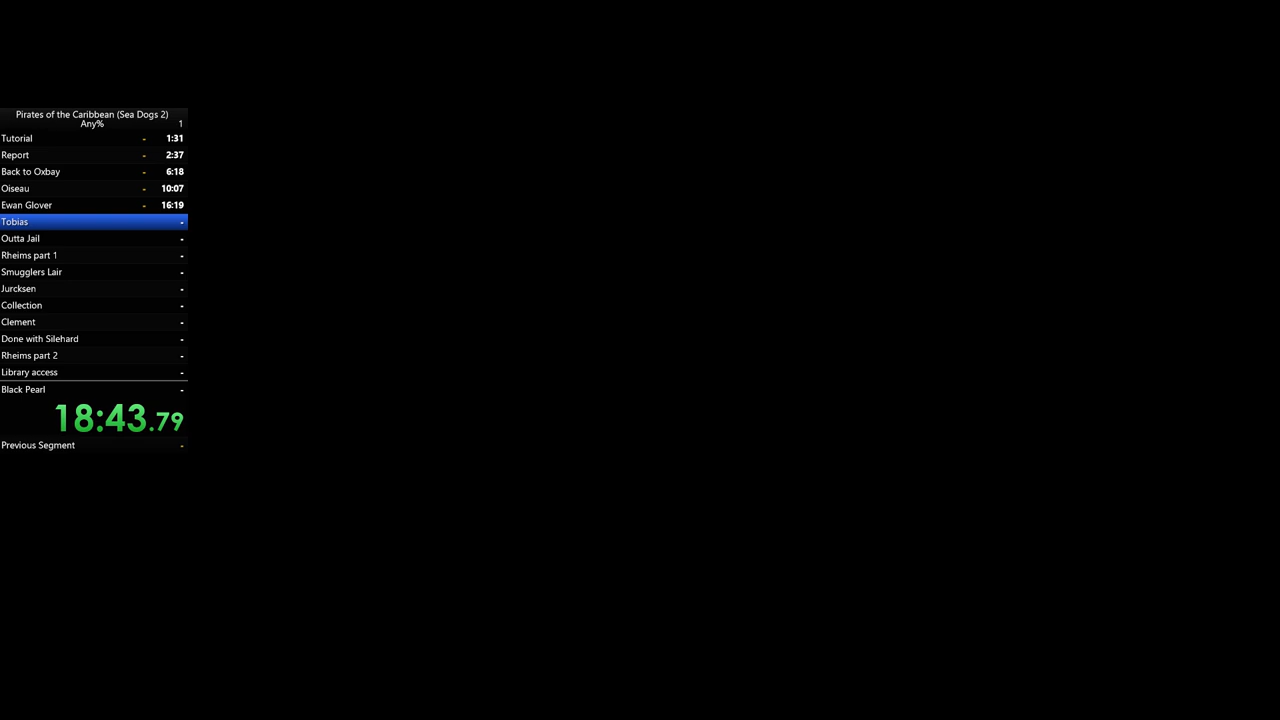 Pirates of the Caribbean (Sea Dogs 2)
Any% 1
Tutorial - 1:31
Report - 2:37
Back to Oxbay - 6:18
Oiseau - 10:07
Ewan Glover - 16:19
Tobias -
Outta Jail -
Rheims part 1 -
Smugglers Lair -
Jurcksen -
Collection -
Clement -
Done with Silehard -
Rheims part 2 -
Library access -
Black Pearl -
18:43.79
Previous Segment -